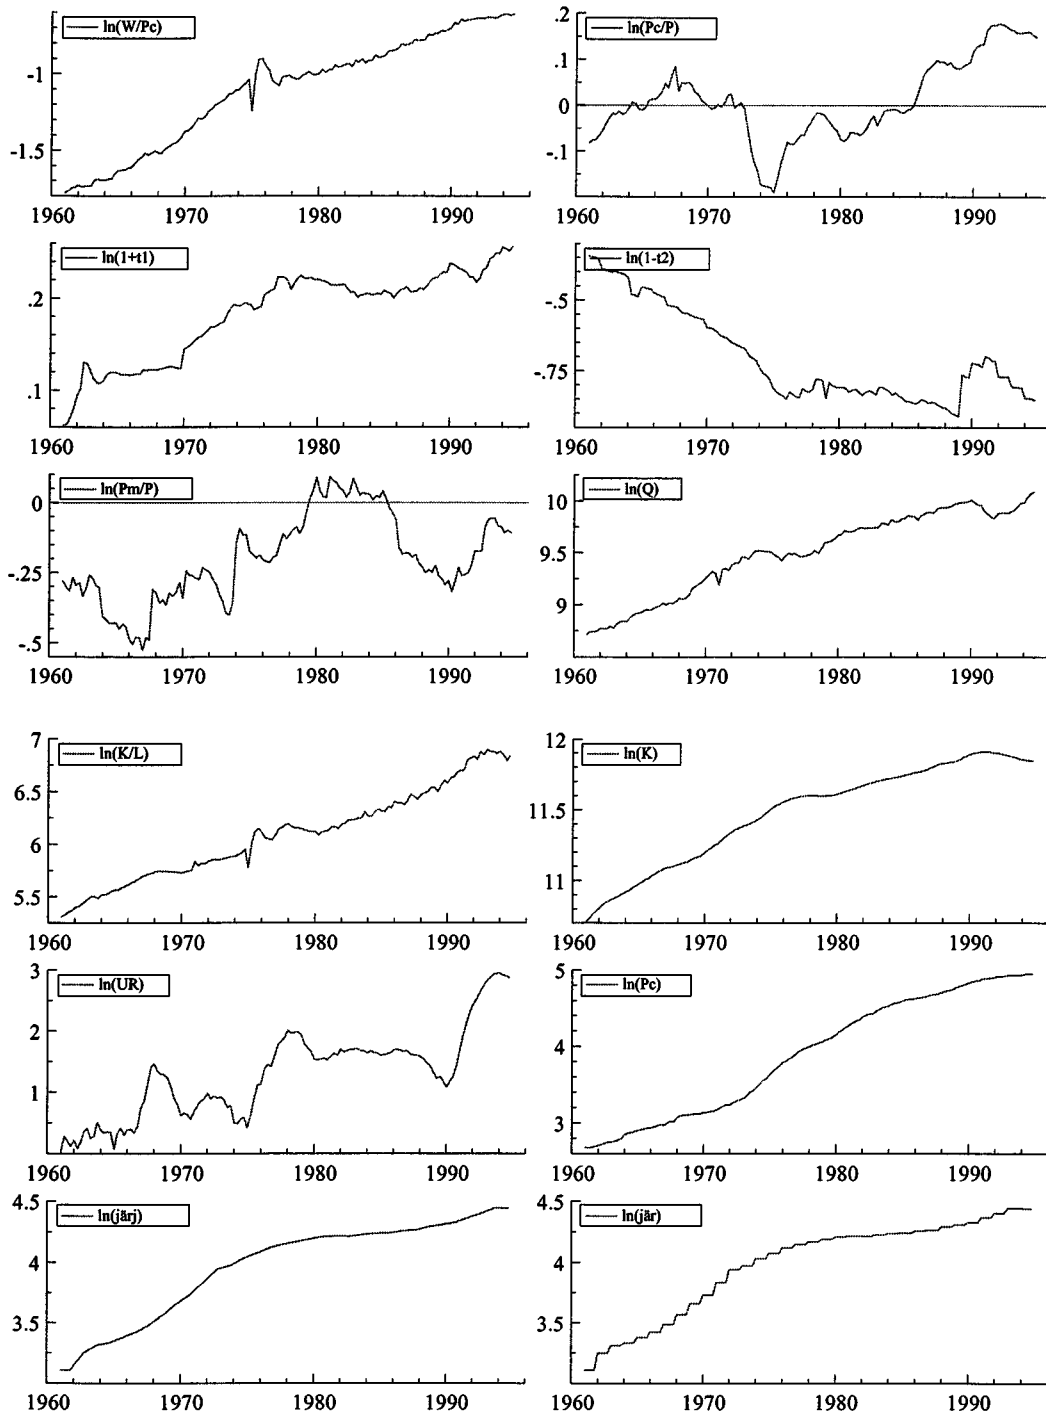 ln(W/Pc)
-1
-1.5
1960 1970 1980 1990
ln(Pc/P)
.2
.1
0
-.1
1960 1970 1980 1990
ln(1+t1)
.2
.1
1960 1970 1980 1990
ln(1-t2)
-.5
-.75
1960 1970 1980 1990
ln(Pm/P)
0
-.25
-.5
1960 1970 1980 1990
ln(Q)
10
9.5
9
1960 1970 1980 1990
ln(K/L)
7
6.5
6
5.5
1960 1970 1980 1990
ln(K)
12
11.5
11
1960 1970 1980 1990
ln(UR)
3
2
1
1960 1970 1980 1990
ln(Pc)
5
4
3
1960 1970 1980 1990
ln(järj)
4.5
4
3.5
1960 1970 1980 1990
ln(jär)
4.5
4
3.5
1960 1970 1980 1990